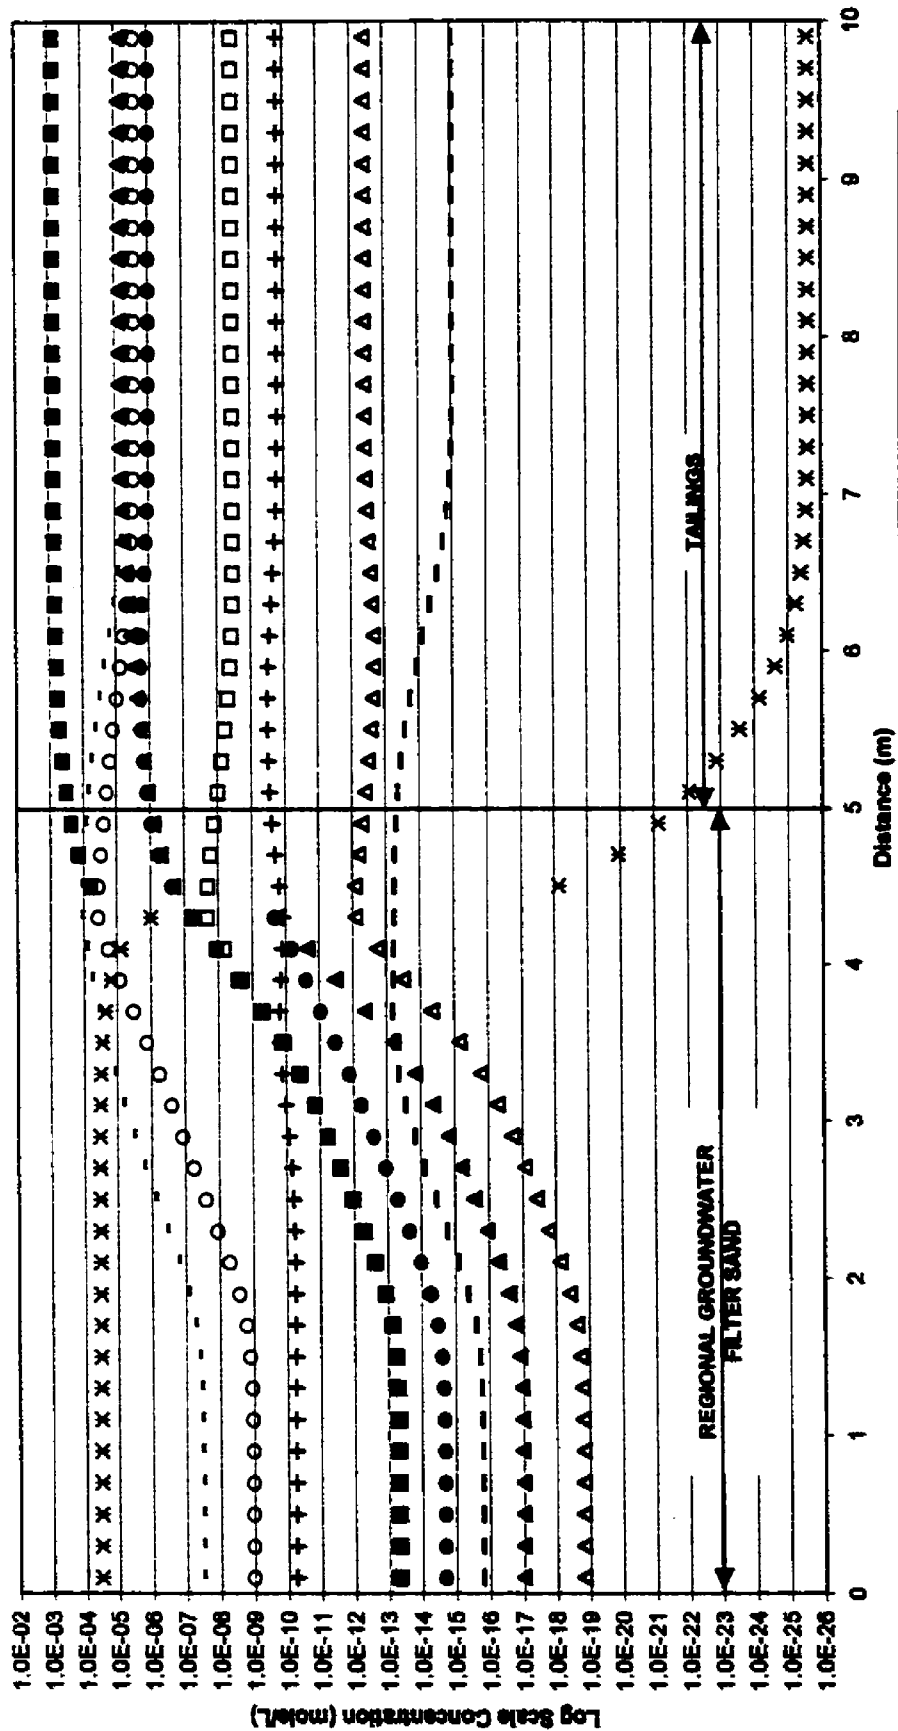 Log Scale Concentration (mole/L)
1.0E-02
1.0E-03
1.0E-04
1.0E-05
1.0E-06
1.0E-07
1.0E-08
1.0E-09
1.0E-10
1.0E-11
1.0E-12
1.0E-13
1.0E-14
1.0E-15
1.0E-16
1.0E-17
1.0E-18
1.0E-19
1.0E-20
1.0E-21
1.0E-22
1.0E-23
1.0E-24
1.0E-25
1.0E-26
REGIONAL GROUNDWATER
FILTER SAND
TAILINGS
0 1 2 3 4 5 6 7 8 9 10
Distance (m)